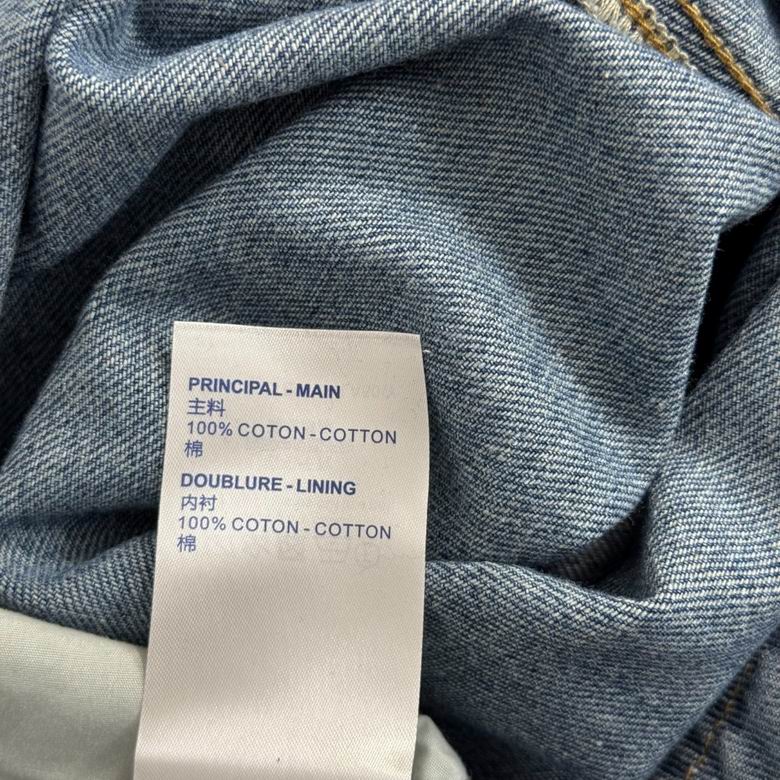 PRINCIPAL - MAIN
主料
100% COTON - COTTON
棉
DOUBLURE - LINING
内衬
100% COTON - COTTON
棉